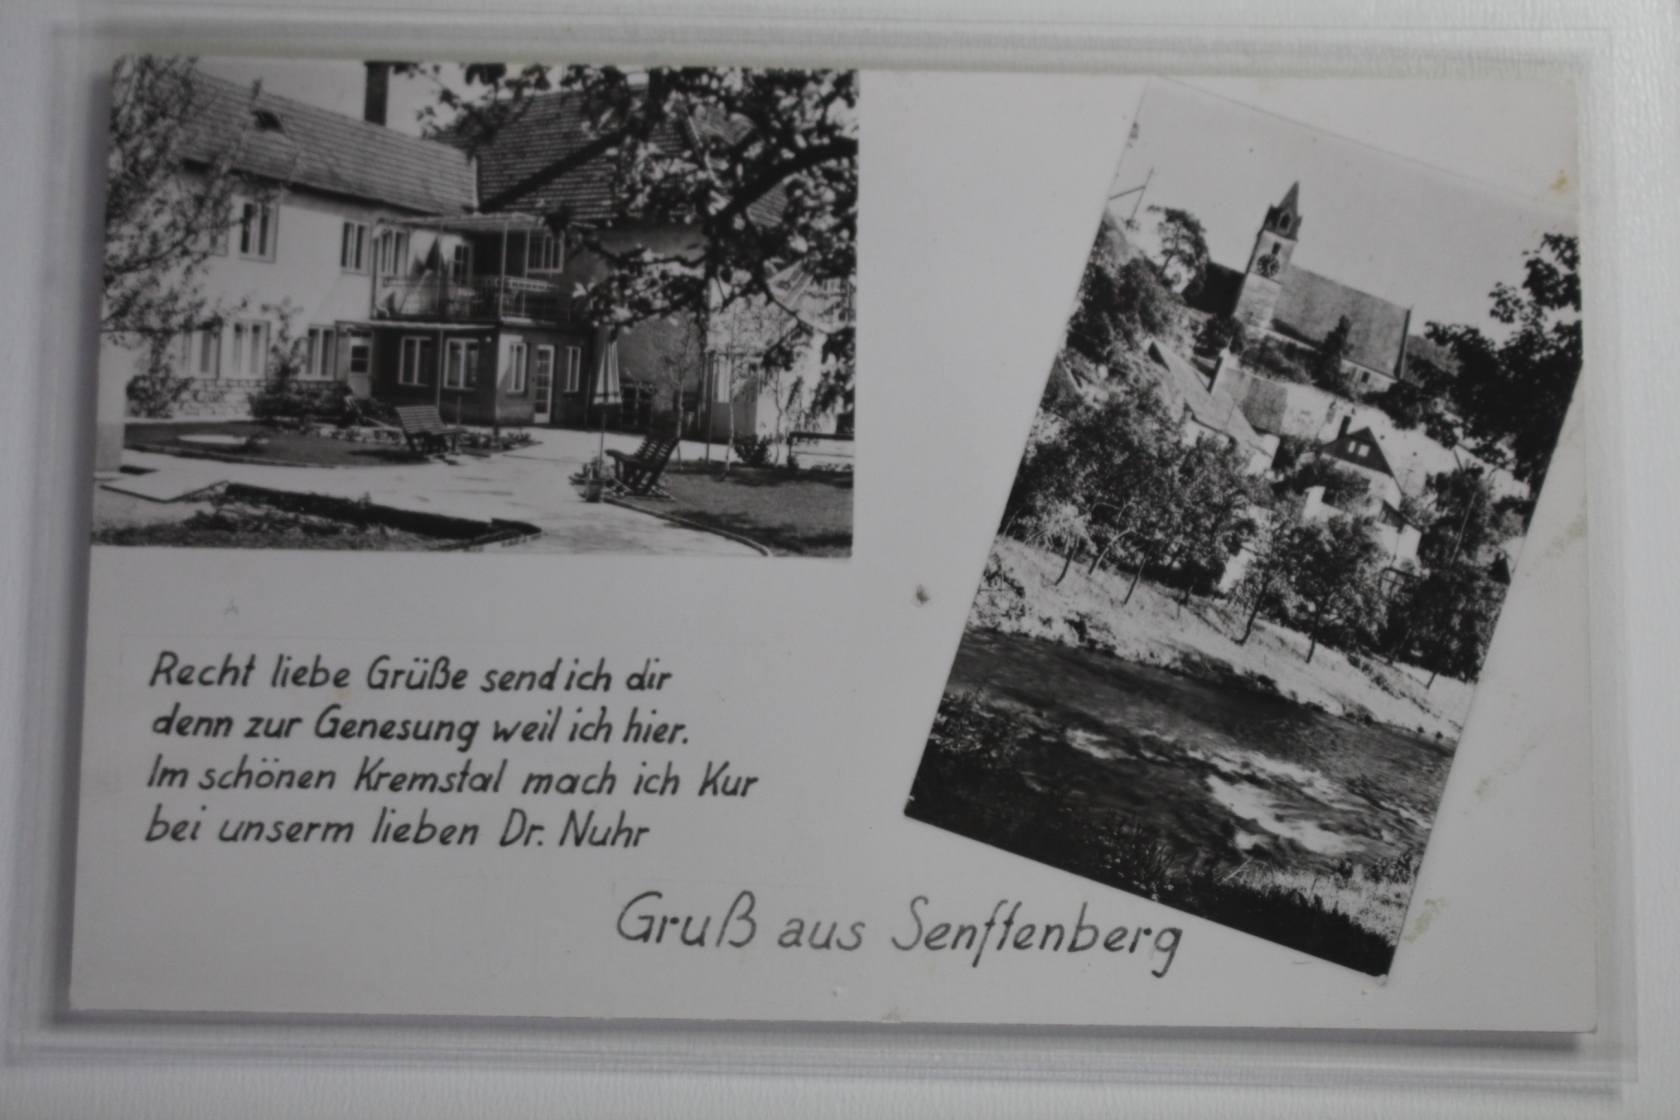 Recht liebe Grüße send ich dir
denn zur Genesung weil ich hier.
Im schönen Kremstal mach ich Kur
bei unserm lieben Dr. Nuhr
Gruß aus Senftenberg